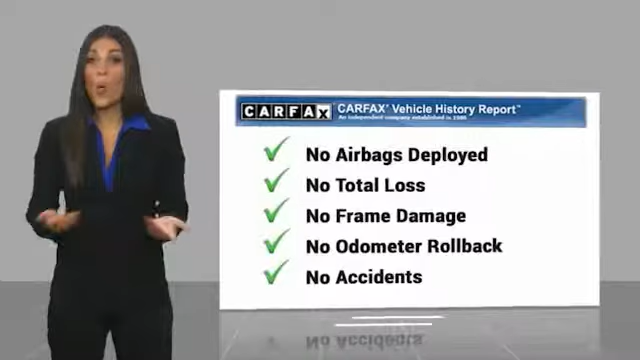 CARFAX CARFAX® Vehicle History Report™
An independent company established in 1986
No Airbags Deployed
No Total Loss
No Frame Damage
No Odometer Rollback
No Accidents